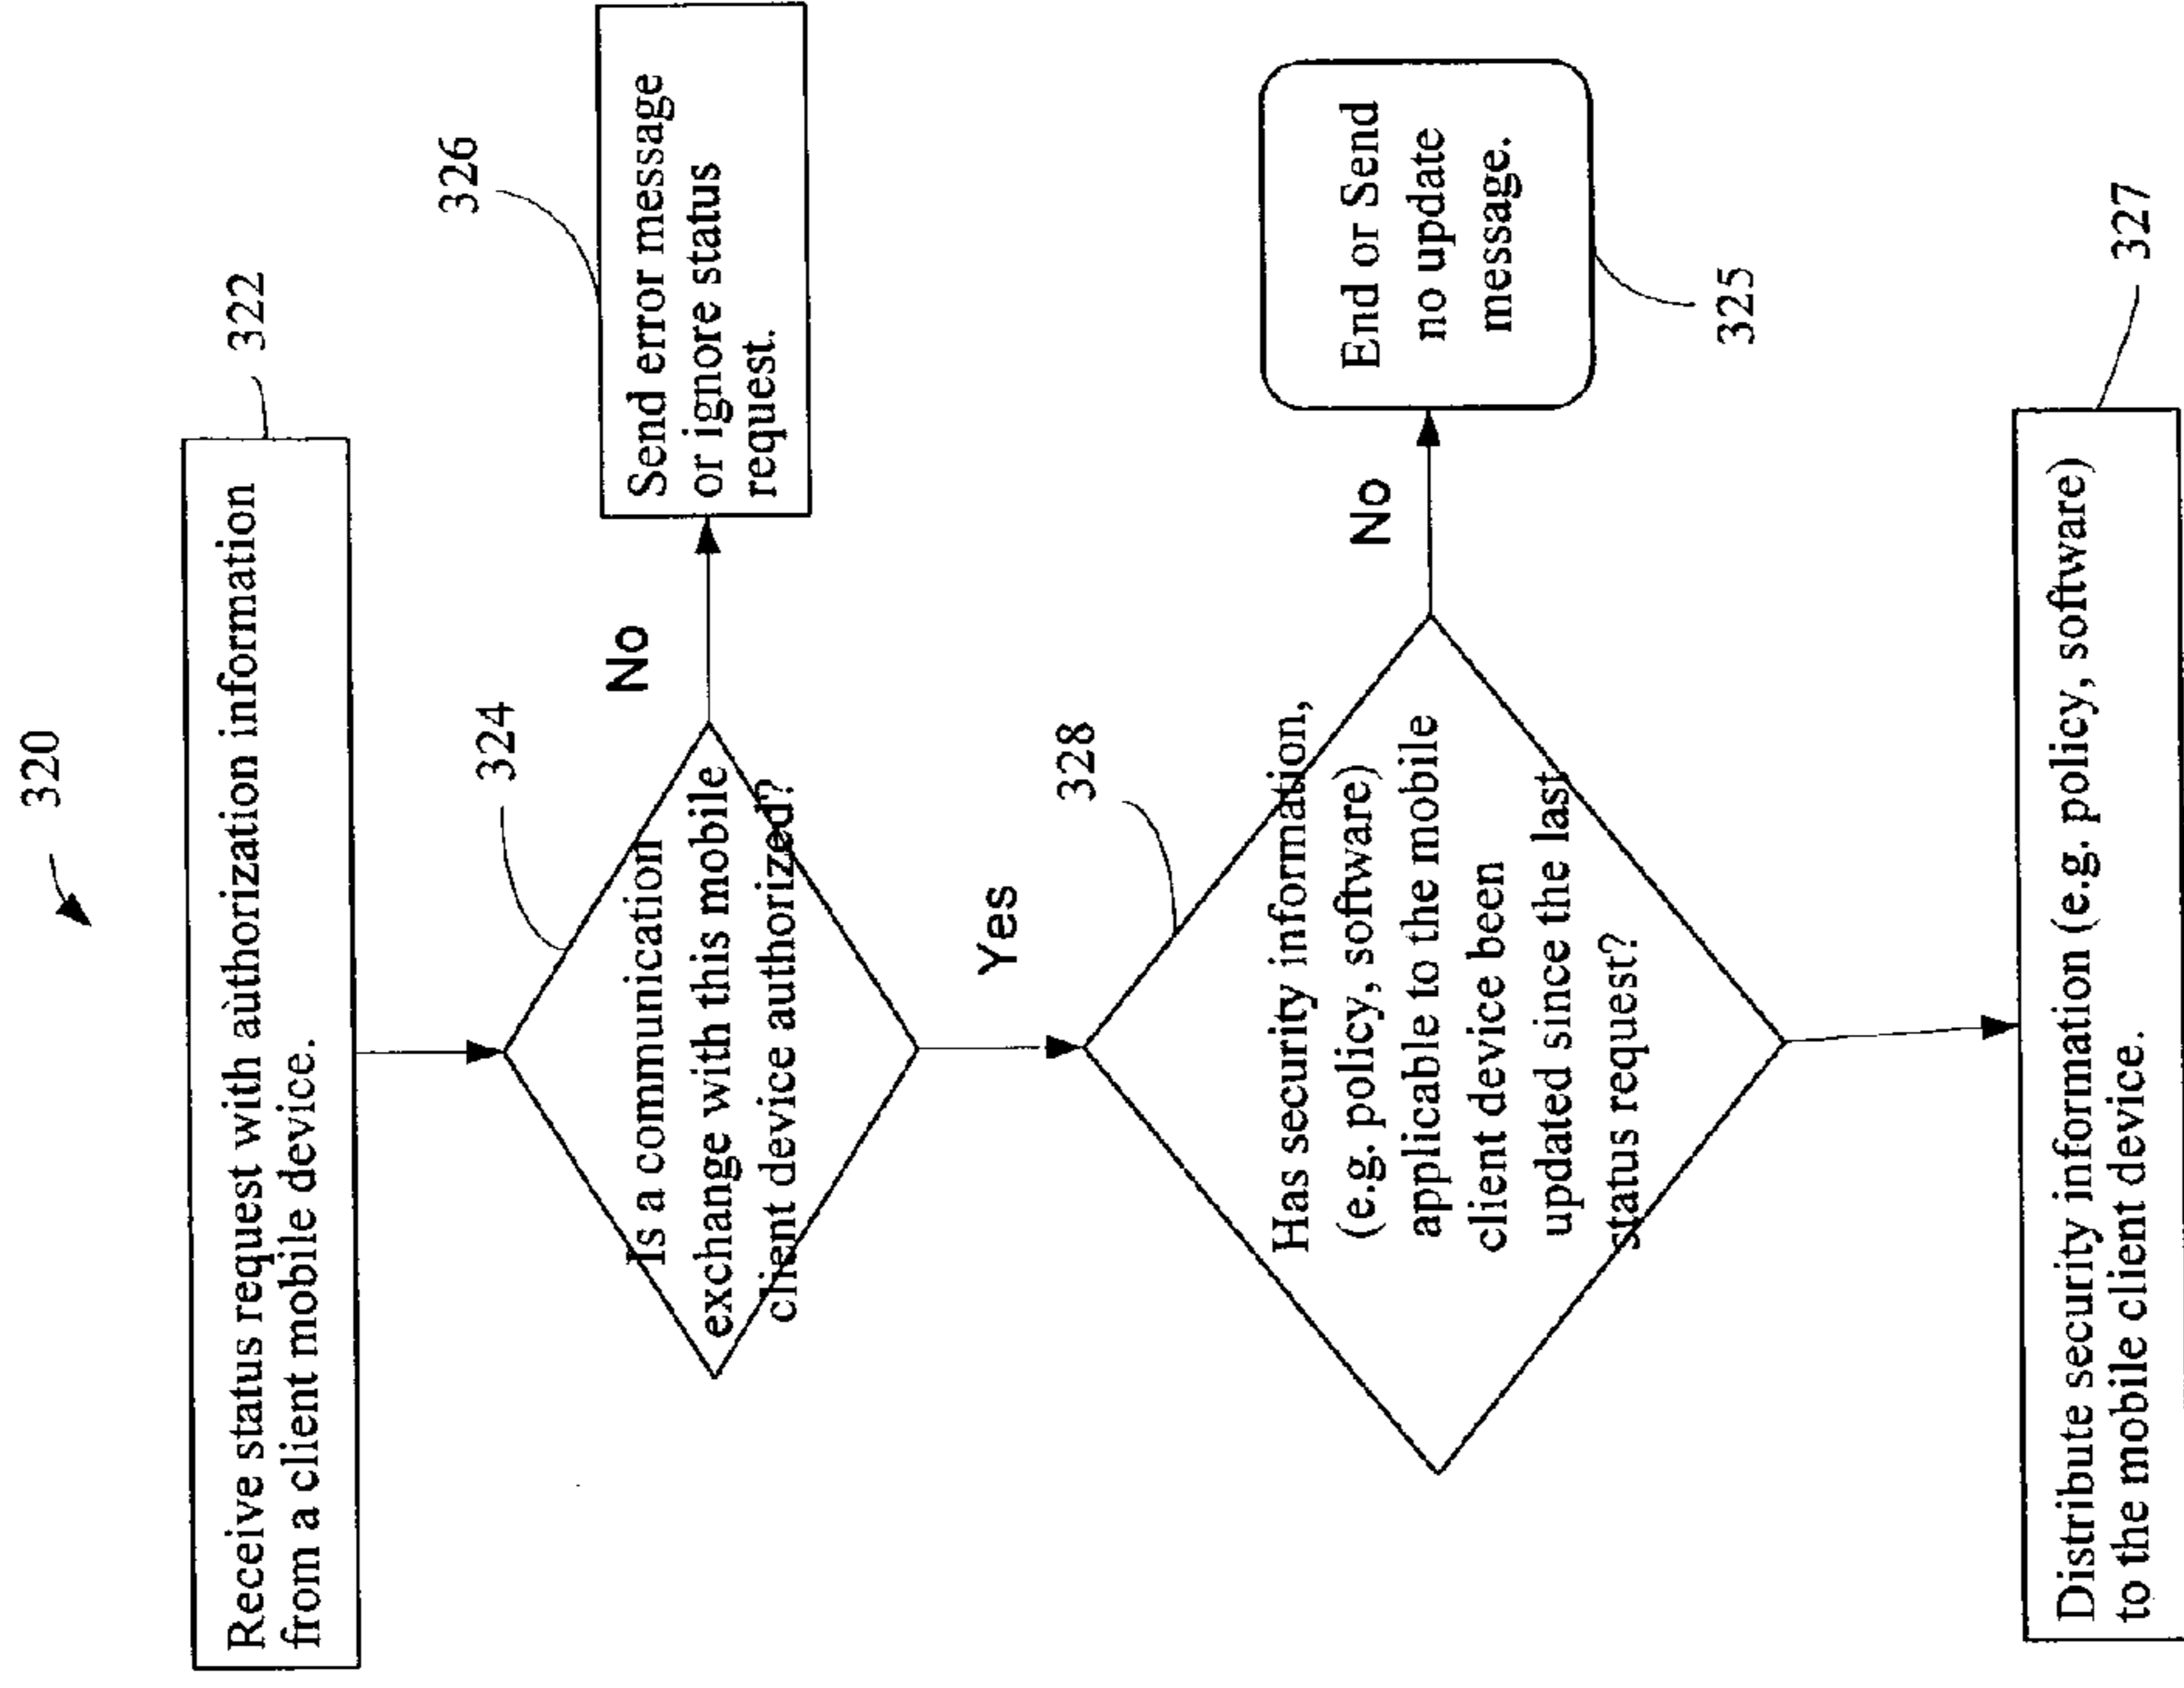 320
322
Receive status request with authorization information
from a client mobile device.
324
Is a communication
exchange with this mobile
client device authorized?
No
326
Send error message
or ignore status
request.
Yes
328
Has security information,
(e.g. policy, software)
applicable to the mobile
client device been
updated since the last
status request?
No
End or Send
no update
message.
325
327
Distribute security information (e.g. policy, software)
to the mobile client device.